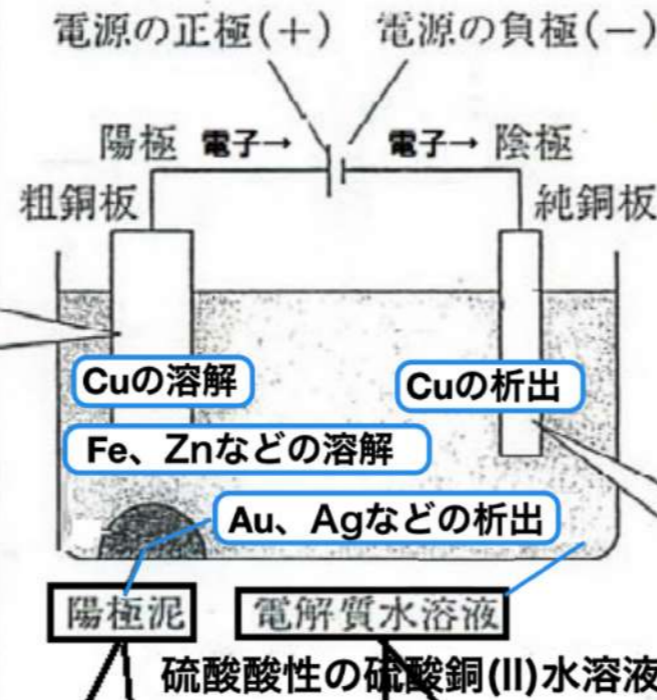 電源の正極(+) 電源の負極(−)
陽極 電子→ 電子→ 陰極
粗銅板 純銅板
Cuの溶解 Cuの析出
Fe、Znなどの溶解
Au、Agなどの析出
陽極泥 電解質水溶液
硫酸酸性の硫酸銅(II)水溶液